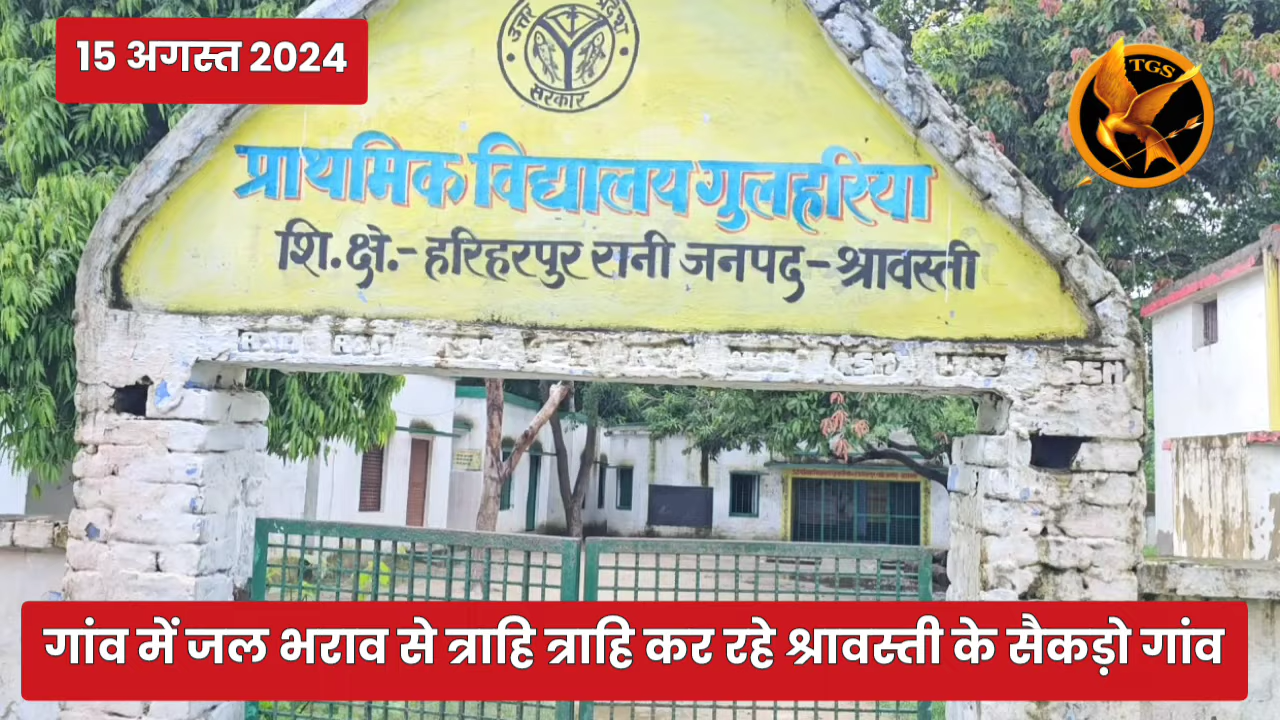 15 अगस्त 2024
TGS
उत्तर प्रदेश
सरकार
प्राथमिक विद्यालय गुलहरिया
शि.क्षे.-हरिहरपुर रानी जनपद-श्रावस्ती
गांव में जल भराव से त्राहि त्राहि कर रहे श्रावस्ती के सैकड़ो गांव